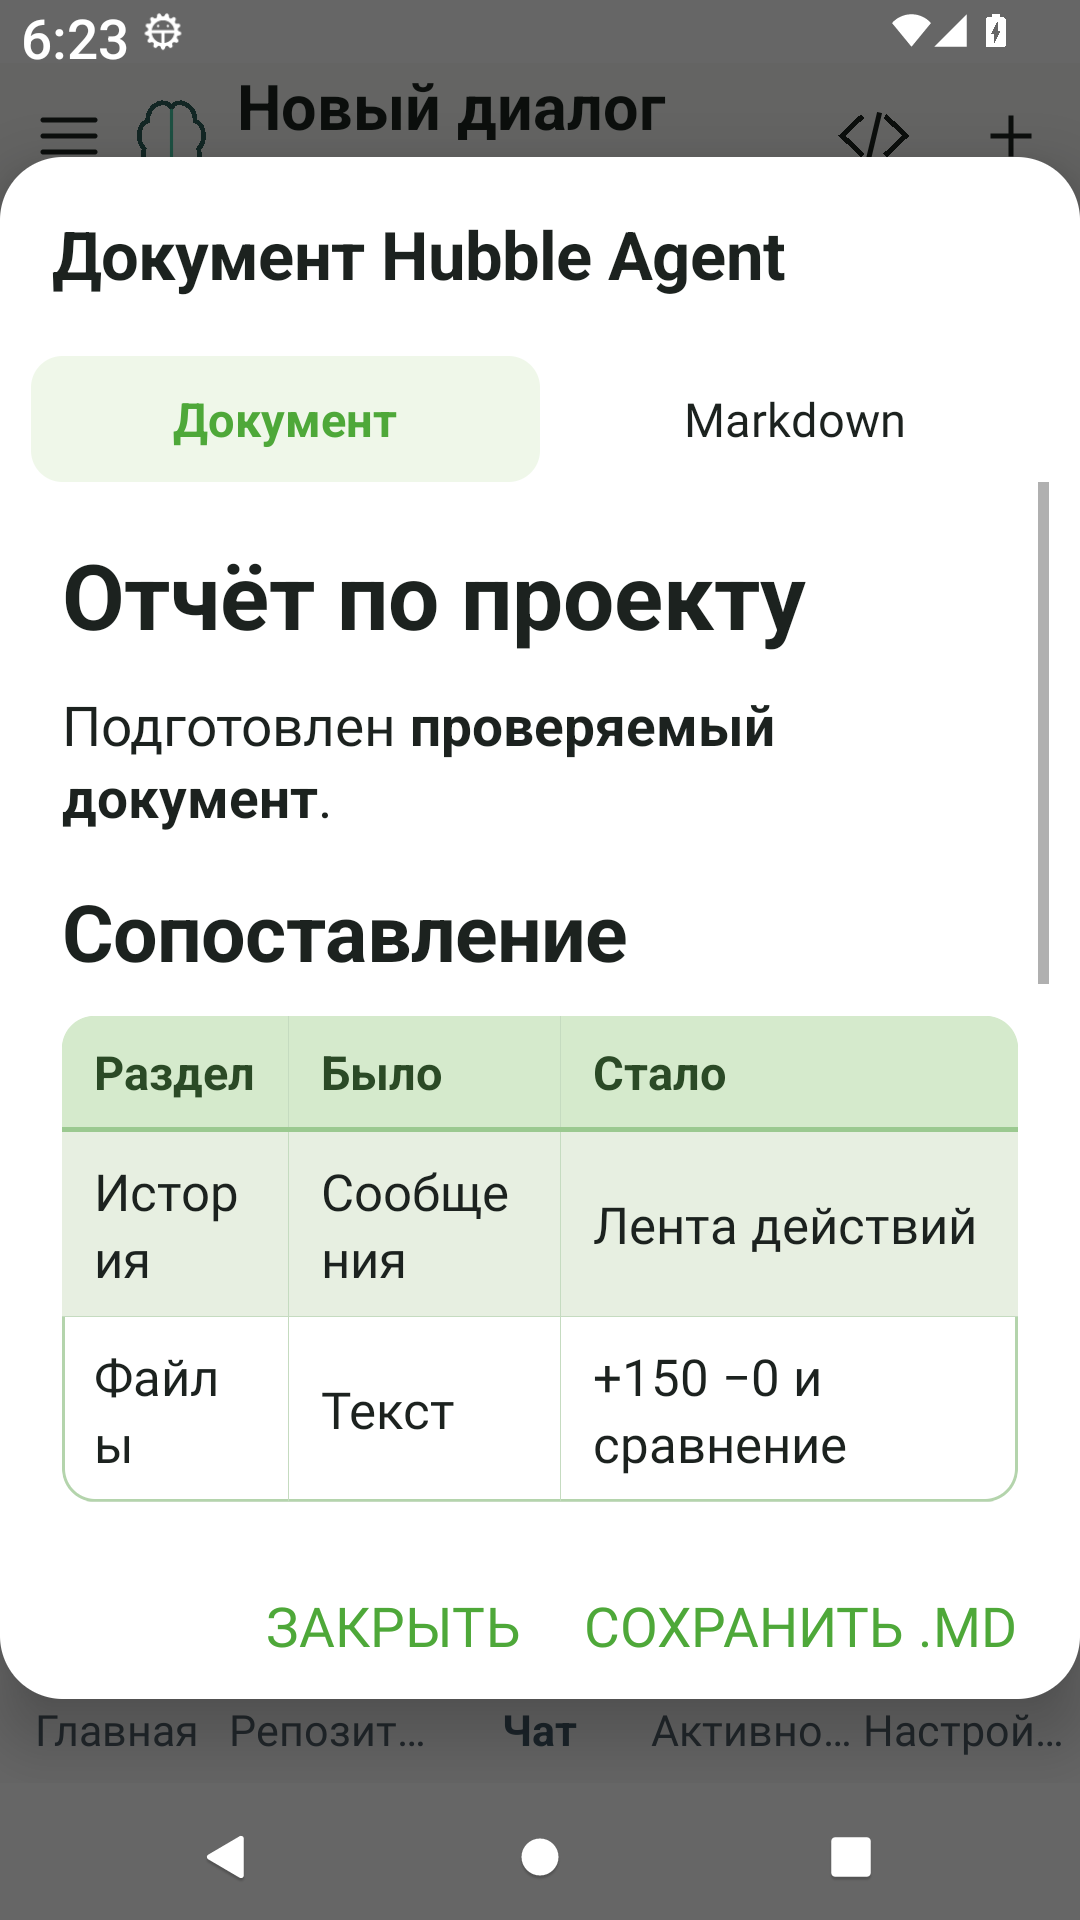 6:23
Новый диалог
Документ Hubble Agent
Документ Markdown
Отчёт по проекту
Подготовлен проверяемый
документ.
Сопоставление
Раздел Было Стало
Истор
ия
Сообще
ния
Лента действий
Файл
ы
Текст
+150 −0 и
сравнение
ЗАКРЫТЬ СОХРАНИТЬ .MD
Главная Репозит... Чат Активно... Настрой...